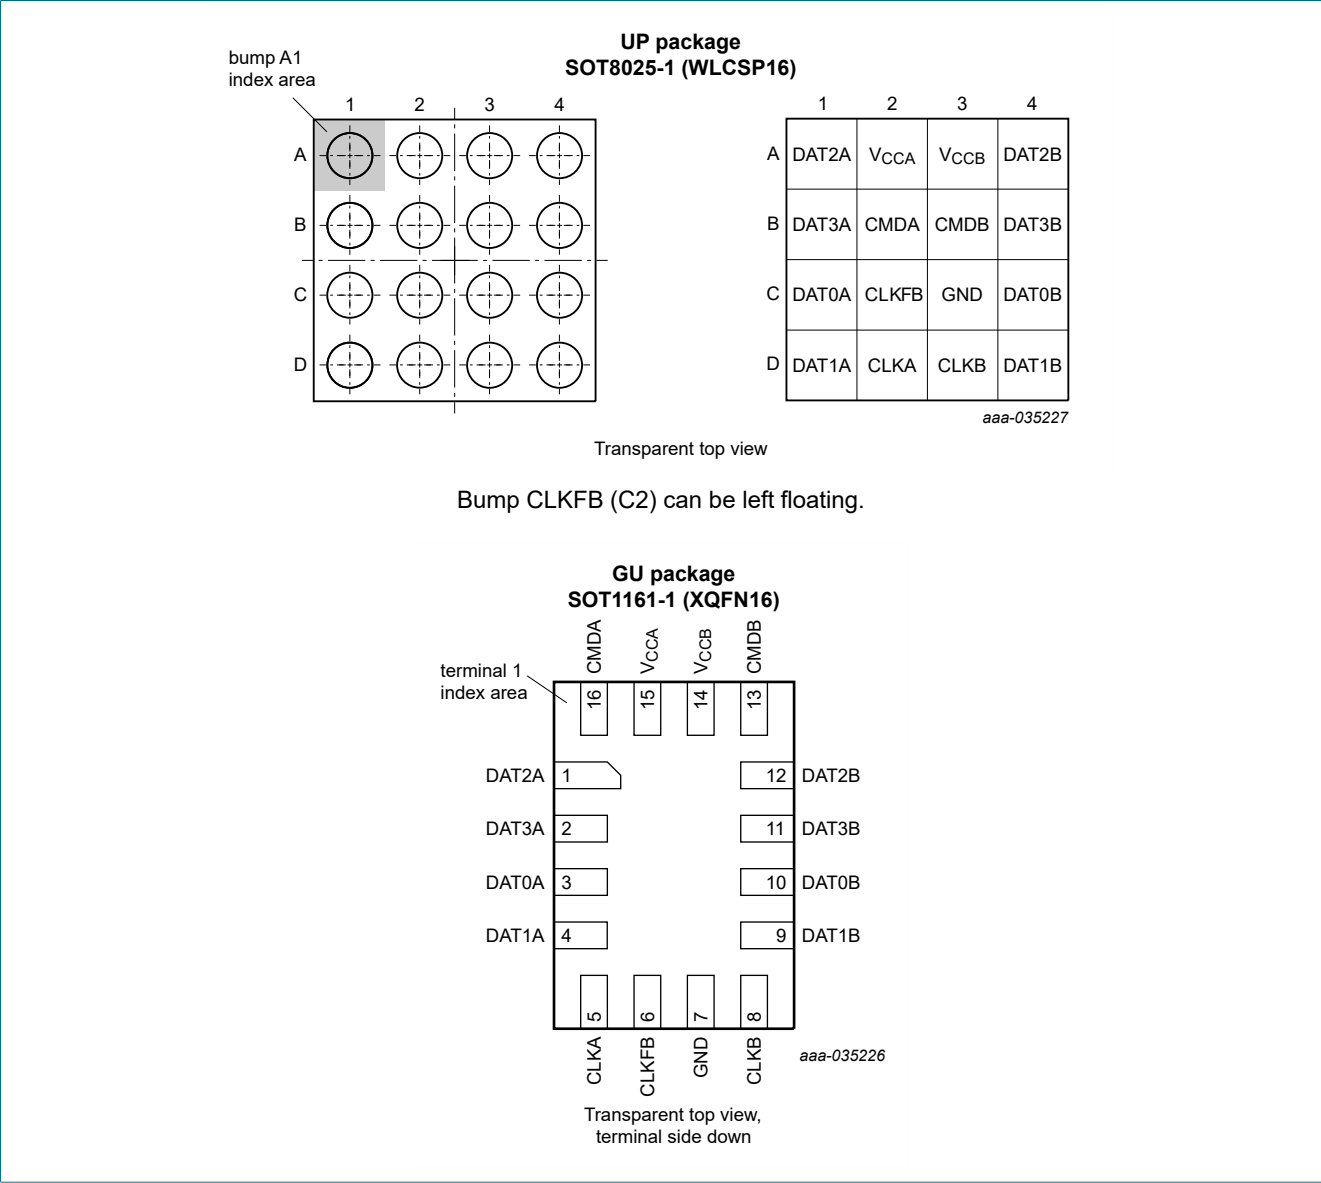 UP package
SOT8025-1 (WLCSP16)
bump A1
index area
1 2 3 4
A
B
C
D
1 2 3 4
A DAT2A VCCA VCCB DAT2B
B DAT3A CMDA CMDB DAT3B
C DAT0A CLKFB GND DAT0B
D DAT1A CLKA CLKB DAT1B
aaa-035227
Transparent top view
Bump CLKFB (C2) can be left floating.
GU package
SOT1161-1 (XQFN16)
CMDA VCCA VCCB CMDB
terminal 1
index area
16 15 14 13
DAT2A 1 12 DAT2B
DAT3A 2 11 DAT3B
DAT0A 3 10 DAT0B
DAT1A 4 9 DAT1B
5 6 7 8
CLKA CLKFB GND CLKB
aaa-035226
Transparent top view,
terminal side down